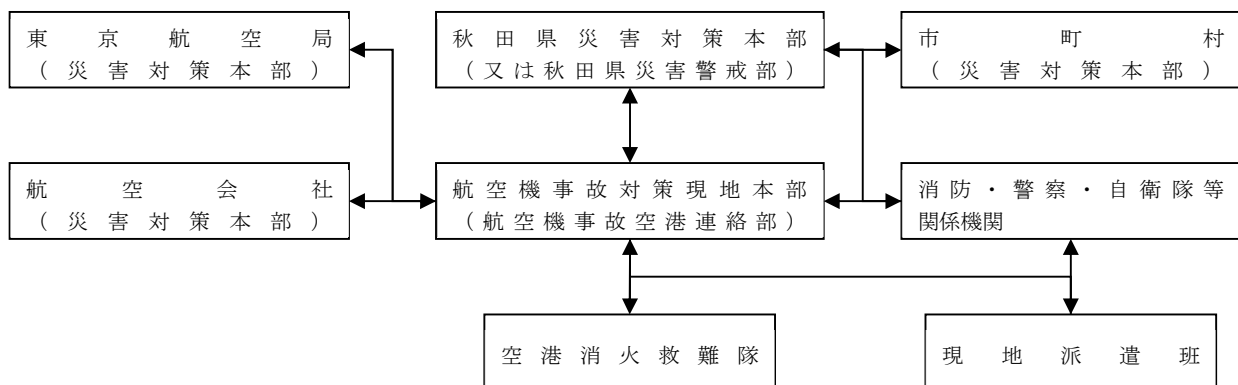 東京航空局
(災害対策本部)
秋田県災害対策本部
(又は秋田県災害警戒部)
市町村
(災害対策本部)
航空会社
(災害対策本部)
航空機事故対策現地本部
(航空機事故空港連絡部)
消防・警察・自衛隊等
関係機関
空港消火救難隊
現地派遣班